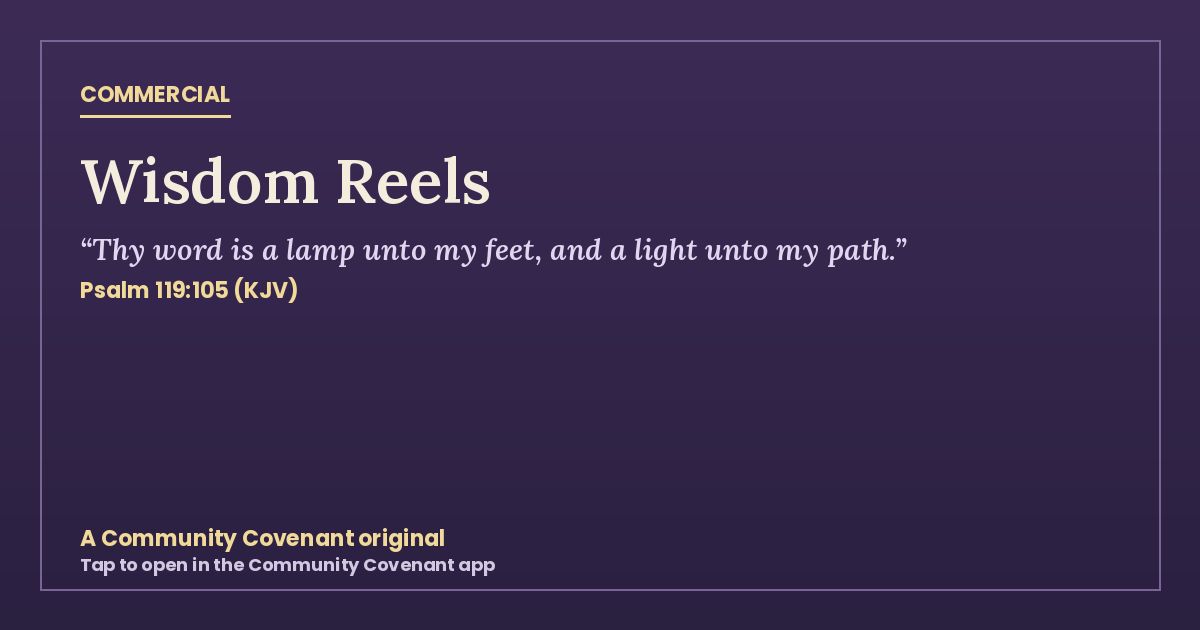 COMMERCIAL
Wisdom Reels
“Thy word is a lamp unto my feet, and a light unto my path.”
Psalm 119:105 (KJV)
A Community Covenant original
Tap to open in the Community Covenant app